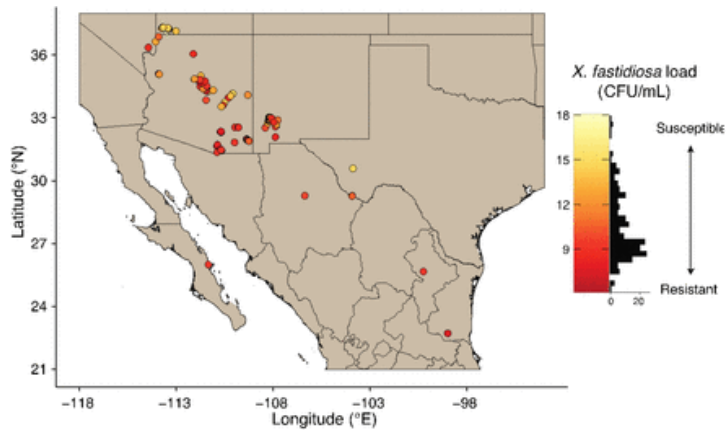 36
33
30
27
24
21
Latitude (°N)
−118
−113
−108
−103
−98
Longitude (°E)
X. fastidiosa load
(CFU/mL)
18
15
12
9
Susceptible
Resistant
0
20